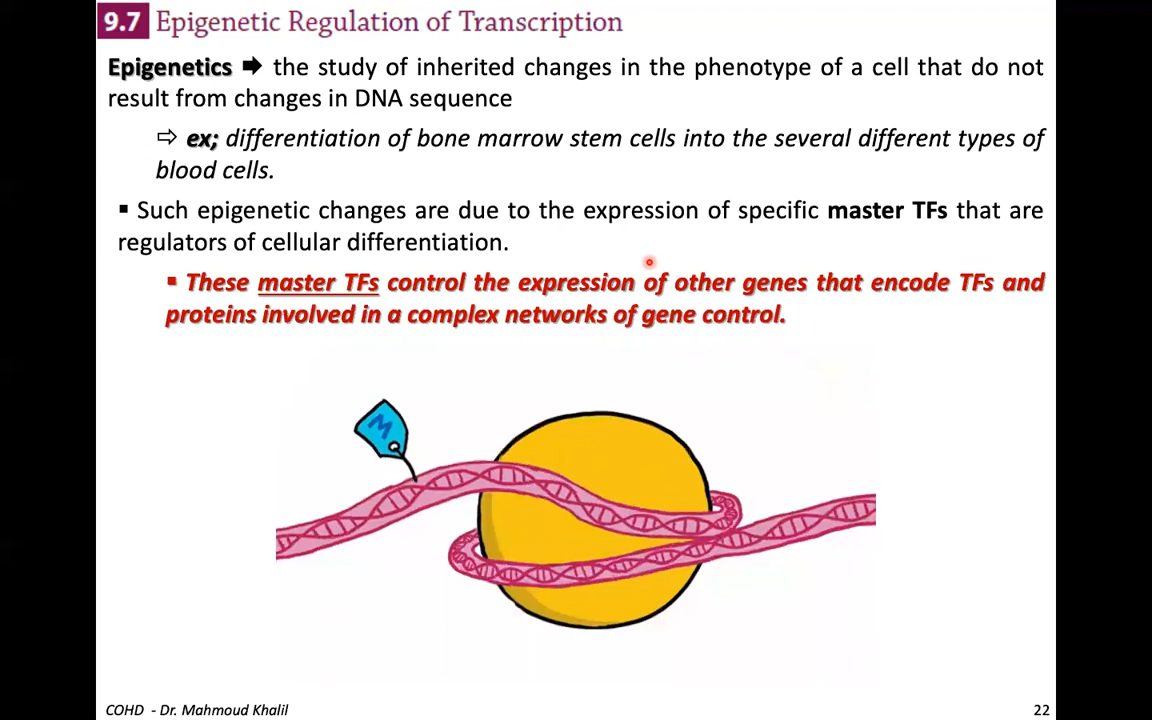 9.7 Epigenetic Regulation of Transcription
Epigenetics ➡ the study of inherited changes in the phenotype of a cell that do not
result from changes in DNA sequence
⇨ ex; differentiation of bone marrow stem cells into the several different types of
blood cells.
▪ Such epigenetic changes are due to the expression of specific master TFs that are
regulators of cellular differentiation.
▪ These master TFs control the expression of other genes that encode TFs and
proteins involved in a complex networks of gene control.
M
COHD - Dr. Mahmoud Khalil
22